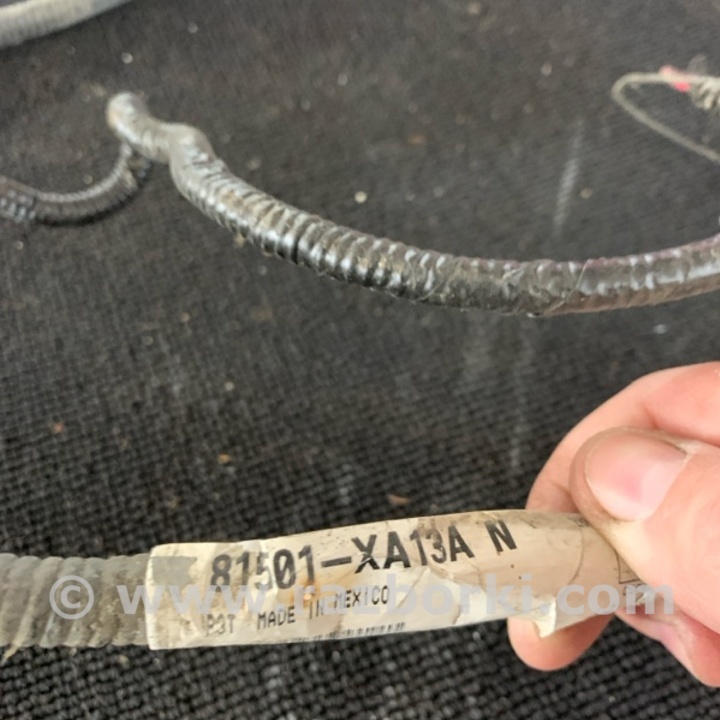 81501-XA13A N
P3T MADE IN MEXICO
© www.razborki.com